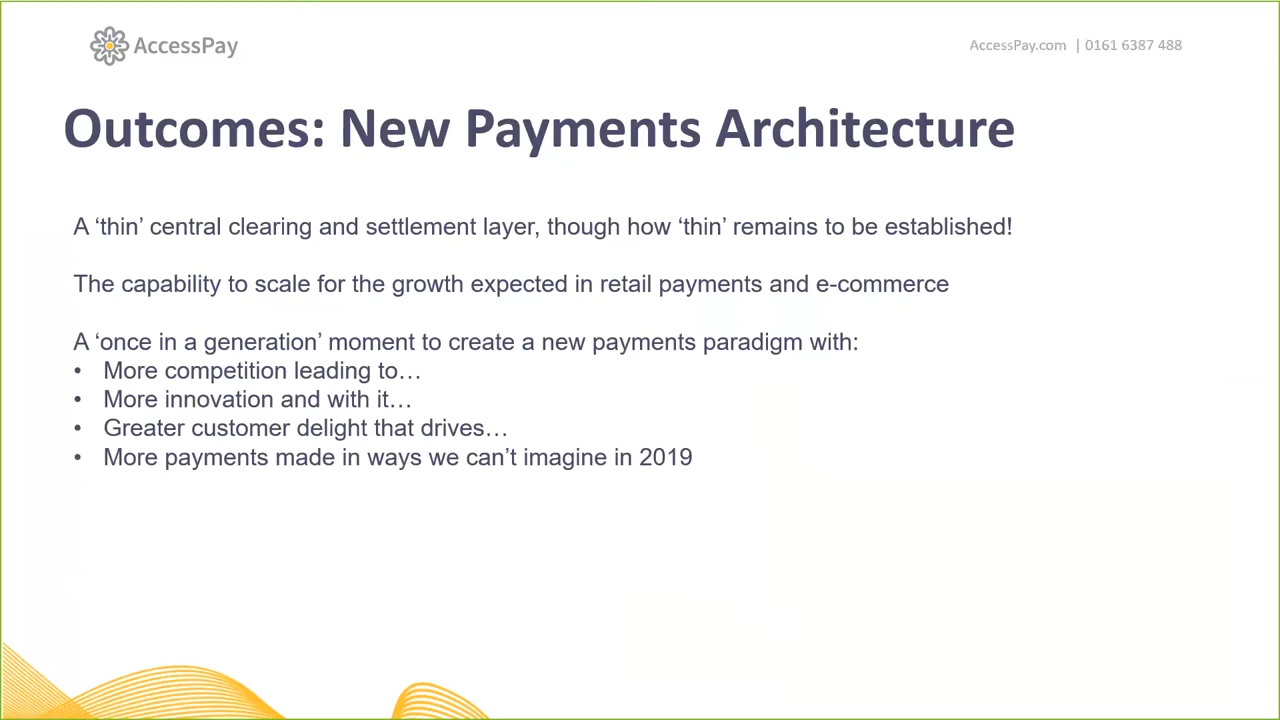 AccessPay
AccessPay.com | 0161 6387 488
Outcomes: New Payments Architecture
A ‘thin’ central clearing and settlement layer, though how ‘thin’ remains to be established!
The capability to scale for the growth expected in retail payments and e-commerce
A ‘once in a generation’ moment to create a new payments paradigm with:
• More competition leading to…
• More innovation and with it…
• Greater customer delight that drives…
• More payments made in ways we can’t imagine in 2019